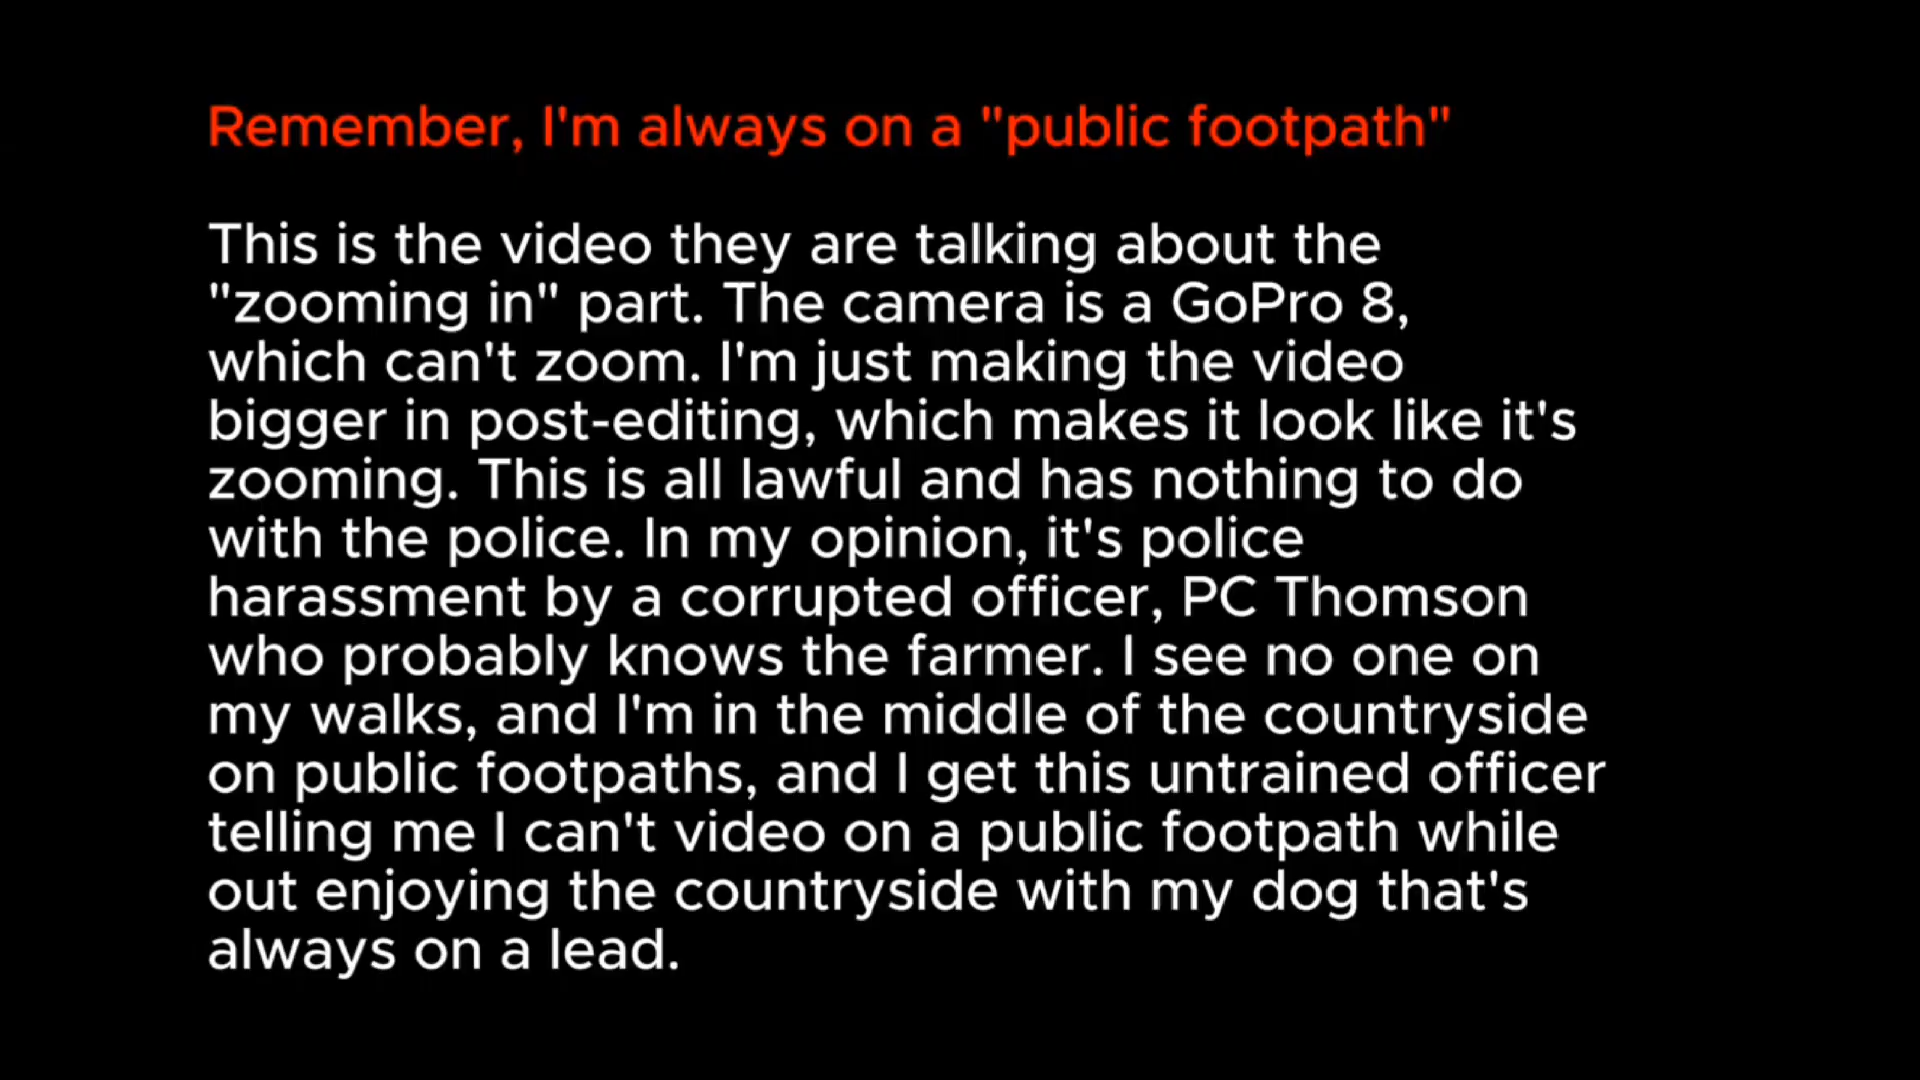 Remember, I'm always on a "public footpath"
This is the video they are talking about the
"zooming in" part. The camera is a GoPro 8,
which can't zoom. I'm just making the video
bigger in post-editing, which makes it look like it's
zooming. This is all lawful and has nothing to do
with the police. In my opinion, it's police
harassment by a corrupted officer, PC Thomson
who probably knows the farmer. I see no one on
my walks, and I'm in the middle of the countryside
on public footpaths, and I get this untrained officer
telling me I can't video on a public footpath while
out enjoying the countryside with my dog that's
always on a lead.